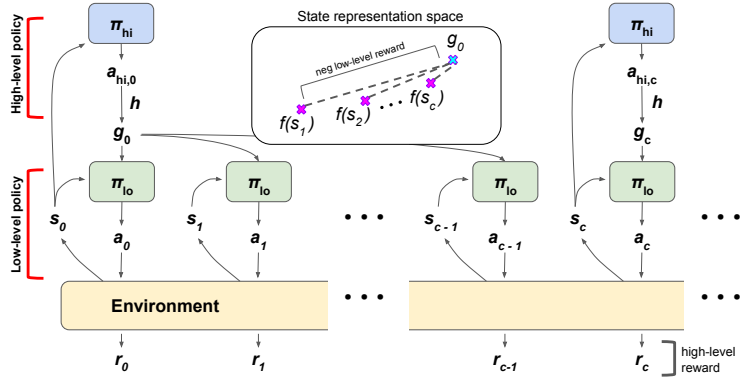 State representation space
π_hi
g_0
π_hi
neg low-level reward
High-level policy
a_hi,0
a_hi,c
h
f(s_1)
f(s_2)
• • •
f(s_c)
h
g_0
g_c
π_lo
π_lo
π_lo
π_lo
Low-level policy
s_0
s_1
• • •
s_c-1
s_c
• • •
a_0
a_1
a_c-1
a_c
Environment
• • •
• • •
r_0
r_1
r_c-1
r_c
high-level
reward